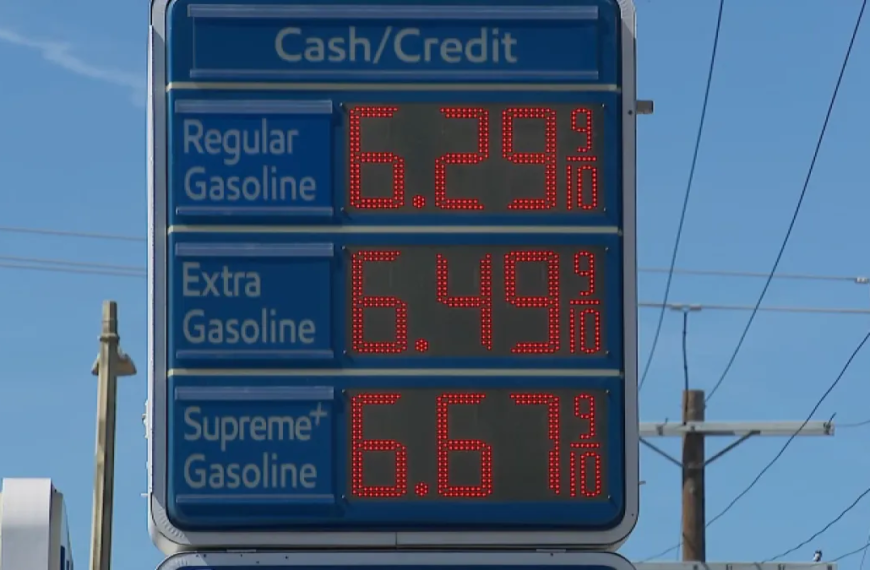 Cash/Credit
Regular
Gasoline
6.29 9/10
Extra
Gasoline
6.49 9/10
Supreme+
Gasoline
6.67 9/10